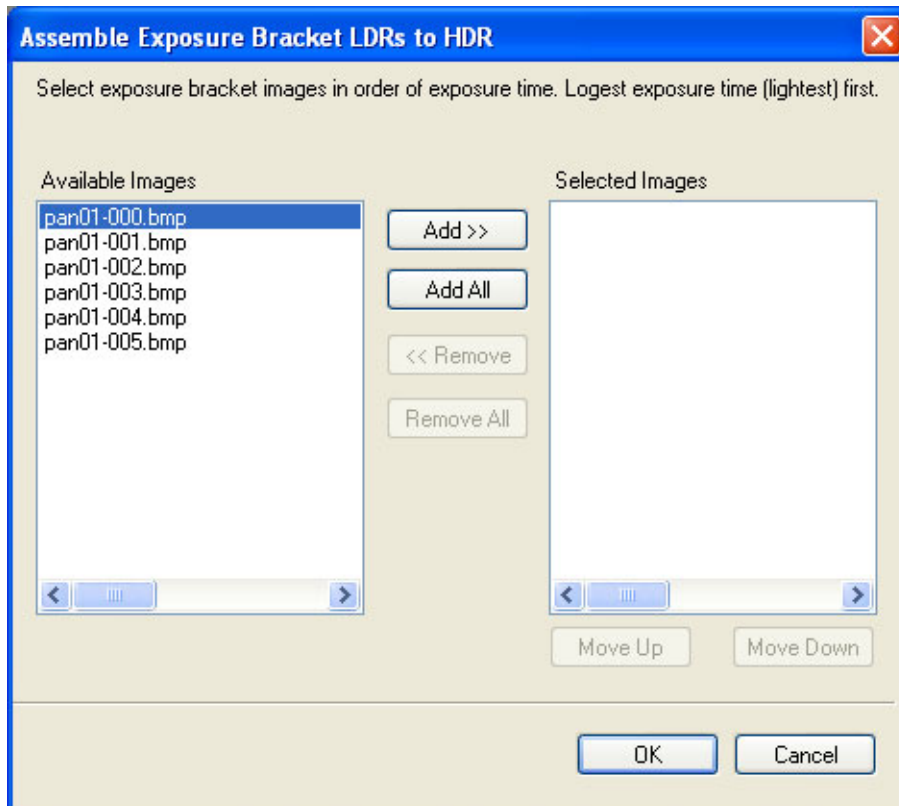 Assemble Exposure Bracket LDRs to HDR
Select exposure bracket images in order of exposure time. Logest exposure time (lightest) first.
Available Images
pan01-000.bmp
pan01-001.bmp
pan01-002.bmp
pan01-003.bmp
pan01-004.bmp
pan01-005.bmp
Add >>
Add All
<< Remove
Remove All
Selected Images
Move Up
Move Down
OK
Cancel